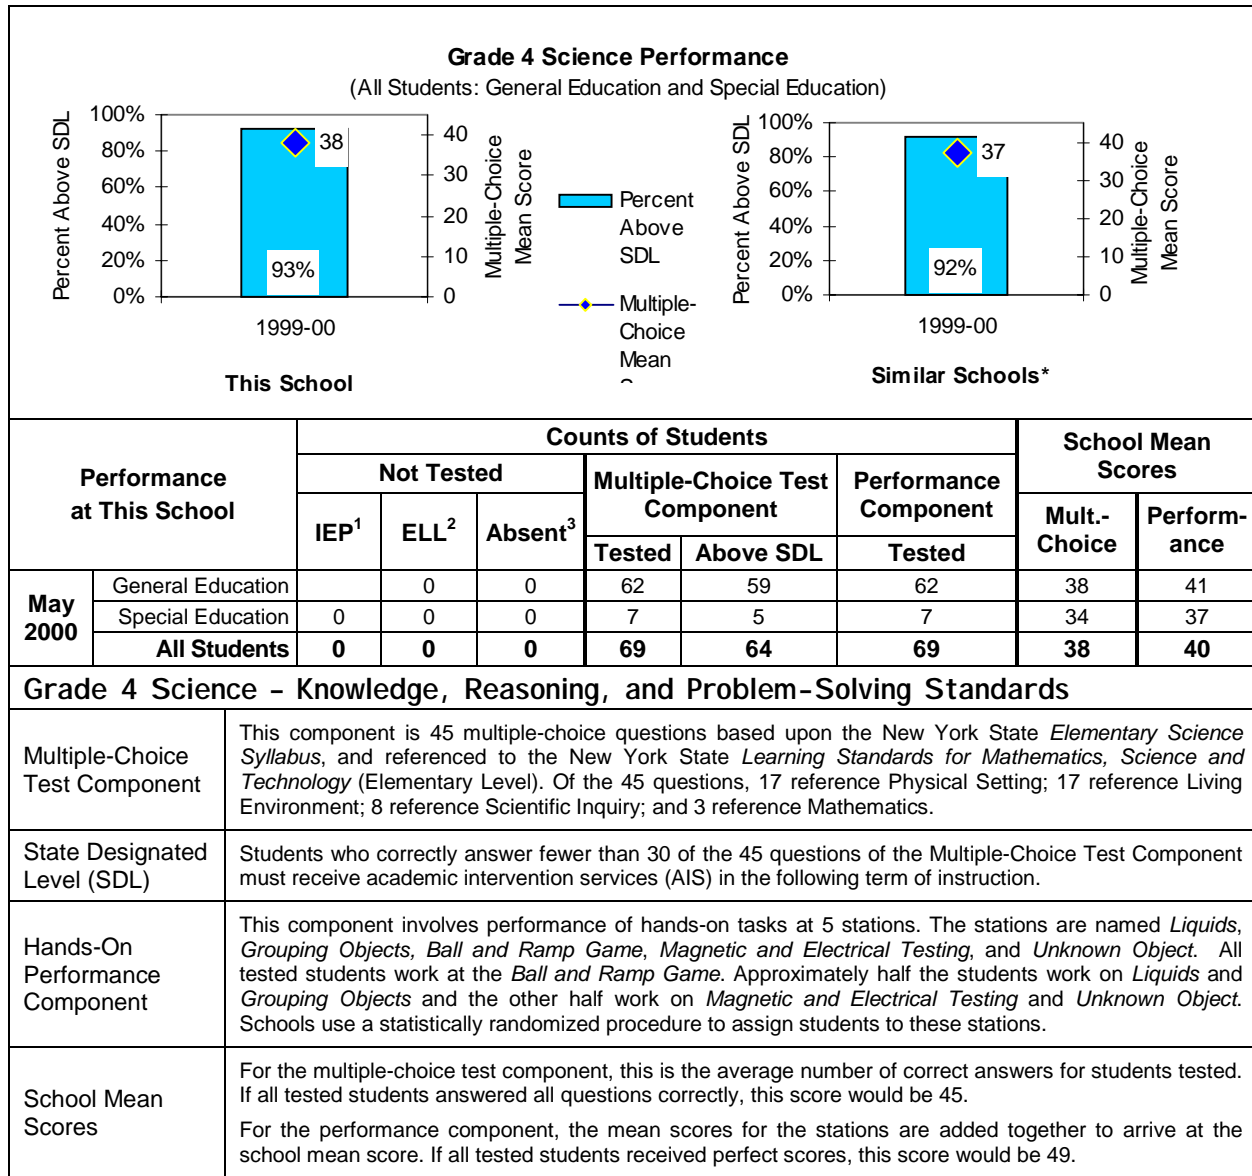 Grade 4 Science Performance
(All Students: General Education and Special Education)
Percent Above SDL
100%
80%
60%
40%
20%
0%
38
93%
40
30
20
10
0
Multiple-Choice
Mean Score
1999-00
This School
Percent
Above
SDL
Multiple-
Choice
Mean
Percent Above SDL
100%
80%
60%
40%
20%
0%
37
92%
40
30
20
10
0
Multiple-Choice
Mean Score
1999-00
Similar Schools*
Performance
at This School
Counts of Students
School Mean
Scores
Not Tested
Multiple-Choice Test
Component
Performance
Component
IEP1 ELL2 Absent3
Tested Above SDL Tested
Mult.-
Choice
Perform-
ance
May
2000
General Education 0 0 62 59 62 38 41
Special Education 0 0 0 7 5 7 34 37
All Students 0 0 0 69 64 69 38 40
Grade 4 Science – Knowledge, Reasoning, and Problem-Solving Standards
Multiple-Choice
Test Component
This component is 45 multiple-choice questions based upon the New York State Elementary Science
Syllabus, and referenced to the New York State Learning Standards for Mathematics, Science and
Technology (Elementary Level). Of the 45 questions, 17 reference Physical Setting; 17 reference Living
Environment; 8 reference Scientific Inquiry; and 3 reference Mathematics.
State Designated
Level (SDL)
Students who correctly answer fewer than 30 of the 45 questions of the Multiple-Choice Test Component
must receive academic intervention services (AIS) in the following term of instruction.
Hands-On
Performance
Component
This component involves performance of hands-on tasks at 5 stations. The stations are named Liquids,
Grouping Objects, Ball and Ramp Game, Magnetic and Electrical Testing, and Unknown Object. All
tested students work at the Ball and Ramp Game. Approximately half the students work on Liquids and
Grouping Objects and the other half work on Magnetic and Electrical Testing and Unknown Object.
Schools use a statistically randomized procedure to assign students to these stations.
School Mean
Scores
For the multiple-choice test component, this is the average number of correct answers for students tested.
If all tested students answered all questions correctly, this score would be 45.
For the performance component, the mean scores for the stations are added together to arrive at the
school mean score. If all tested students received perfect scores, this score would be 49.